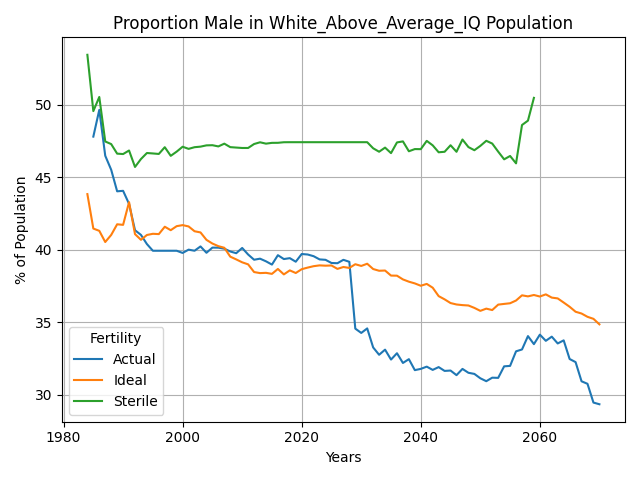 Proportion Male in White_Above_Average_IQ Population
% of Population
50
45
40
35
30
Fertility
Actual
Ideal
Sterile
1980
2000
2020
2040
2060
Years